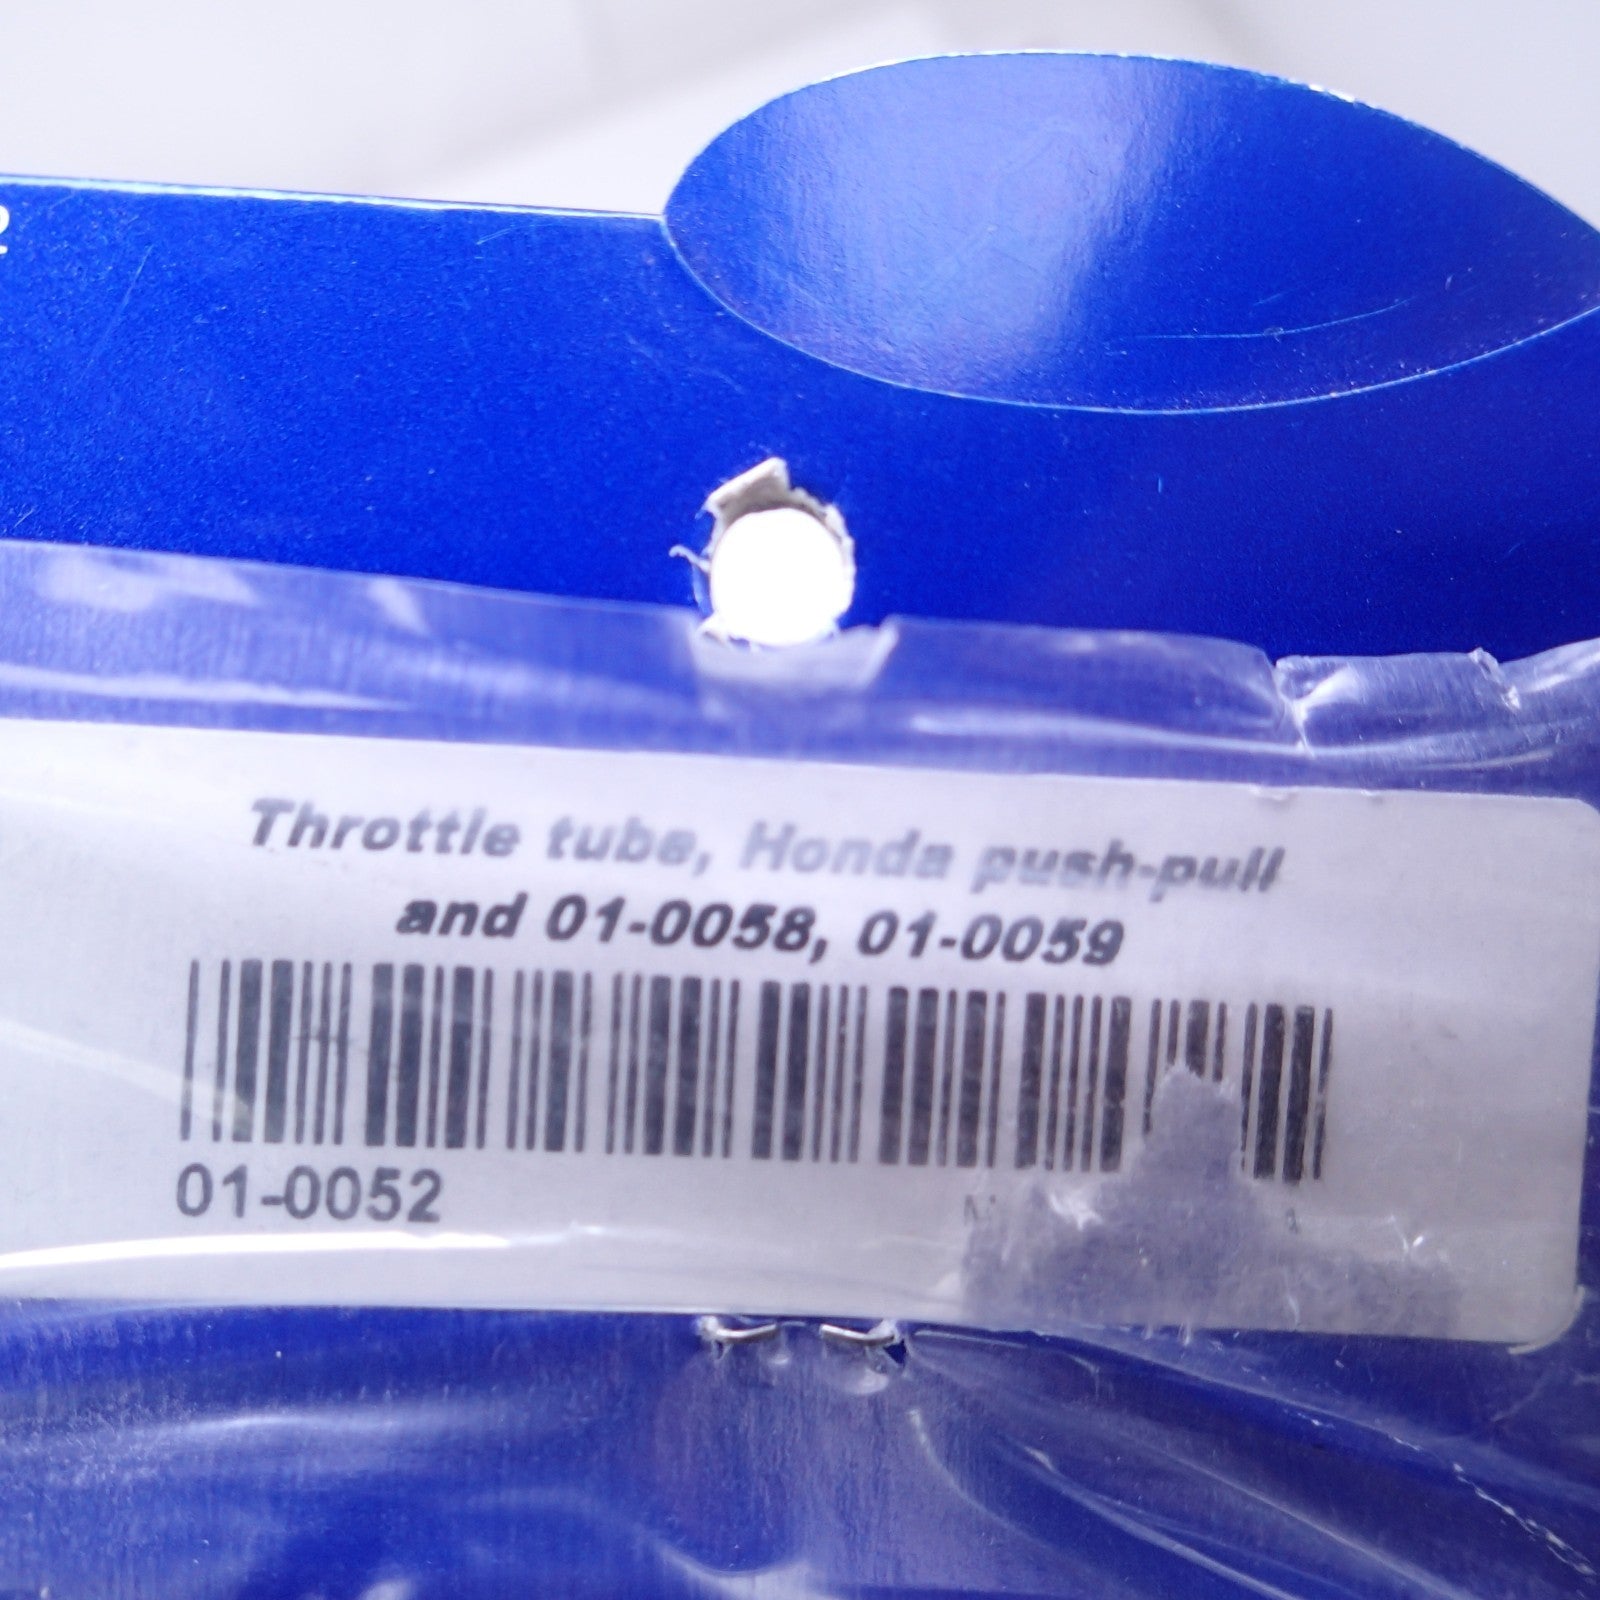 Throttle tube, Honda push-pull
and 01-0058, 01-0059
01-0052